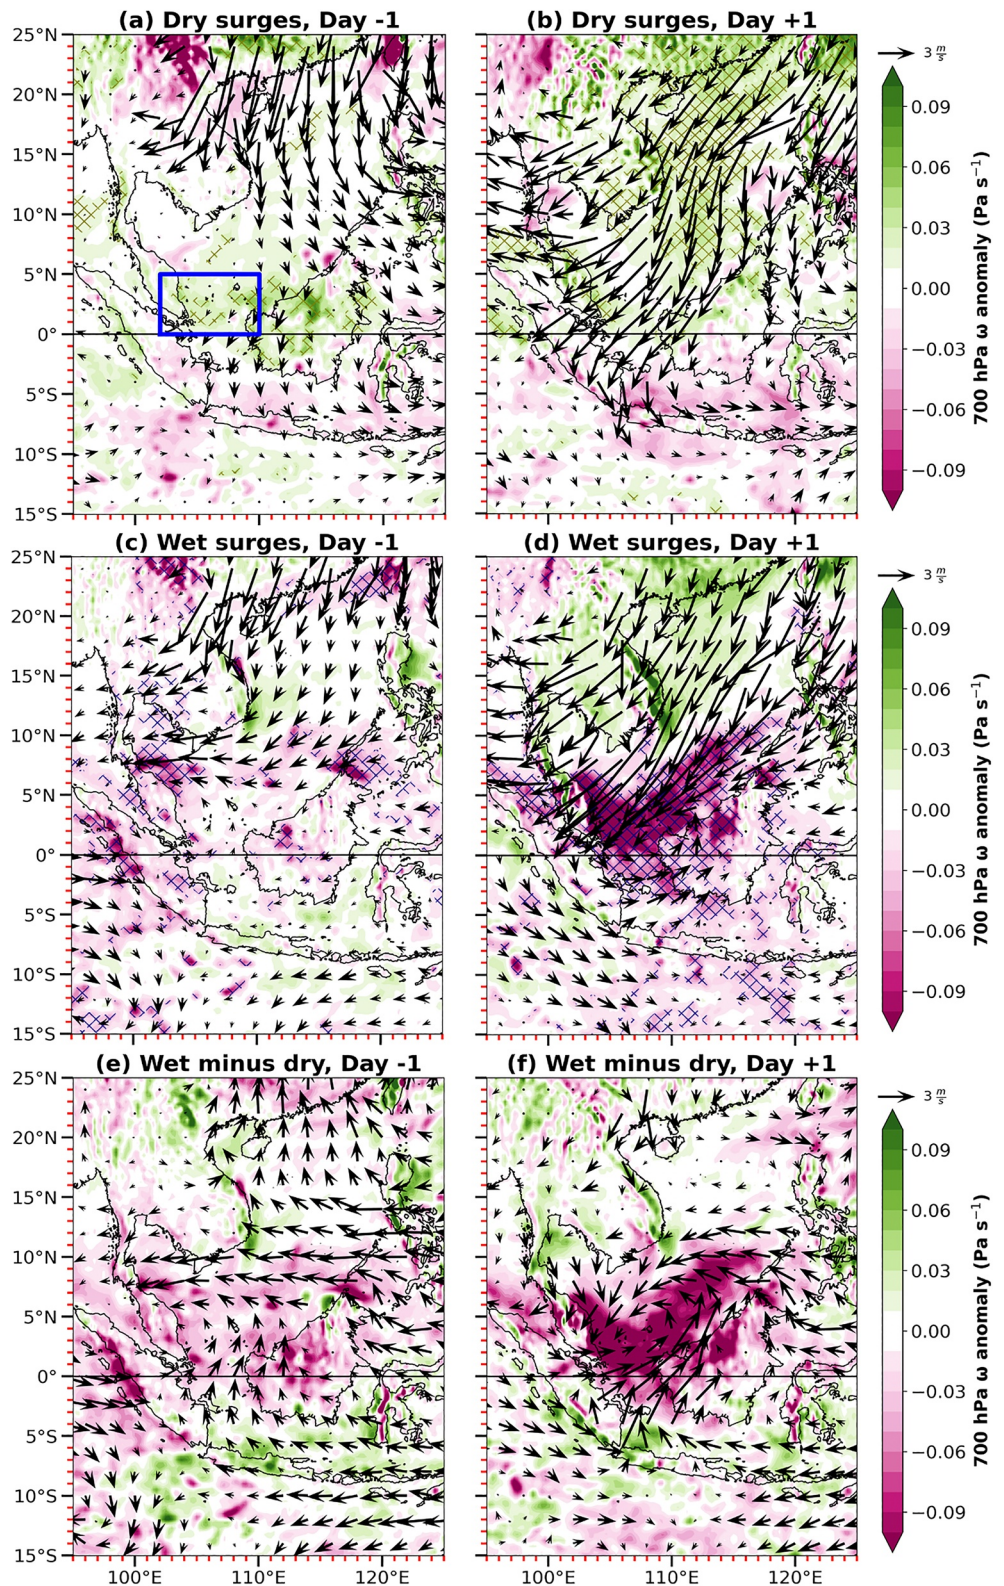 (a) Dry surges, Day -1
(b) Dry surges, Day +1
25°N
20°N
15°N
10°N
5°N
0°
5°S
10°S
15°S
3 m/s
0.09
0.06
0.03
0.00
−0.03
−0.06
−0.09
700 hPa ω anomaly (Pa s⁻¹)
(c) Wet surges, Day -1
(d) Wet surges, Day +1
25°N
20°N
15°N
10°N
5°N
0°
5°S
10°S
15°S
3 m/s
0.09
0.06
0.03
0.00
−0.03
−0.06
−0.09
700 hPa ω anomaly (Pa s⁻¹)
(e) Wet minus dry, Day -1
(f) Wet minus dry, Day +1
25°N
20°N
15°N
10°N
5°N
0°
5°S
10°S
15°S
3 m/s
0.09
0.06
0.03
0.00
−0.03
−0.06
−0.09
700 hPa ω anomaly (Pa s⁻¹)
100°E 110°E 120°E
100°E 110°E 120°E